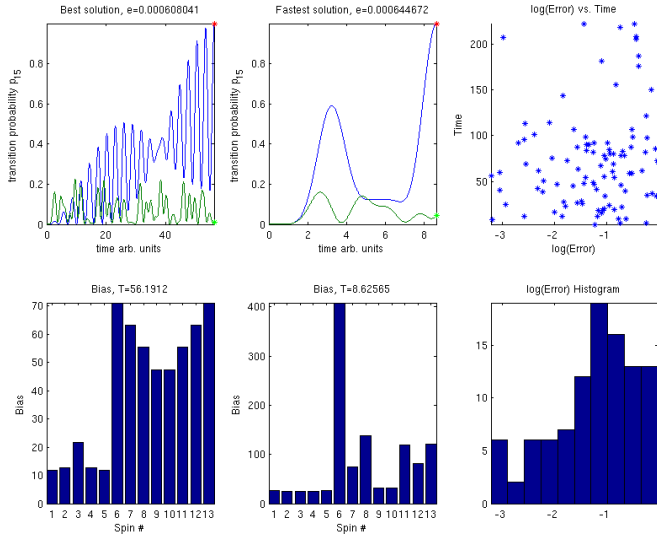 Best solution, e=0.000608041
transition probability p15
1
0.8
0.6
0.4
0.2
0
0 20 40
time arb. units
Fastest solution, e=0.000644672
transition probability p15
1
0.8
0.6
0.4
0.2
0
0 2 4 6 8
time arb. units
log(Error) vs. Time
Time
200
150
100
50
-3 -2 -1
log(Error)
Bias, T=56.1912
Bias
70
60
50
40
30
20
10
0
1 2 3 4 5 6 7 8 9 10 11 12 13
Spin #
Bias, T=8.62565
Bias
400
300
200
100
0
1 2 3 4 5 6 7 8 9 10 11 12 13
Spin #
log(Error) Histogram
15
10
5
0
-3 -2 -1